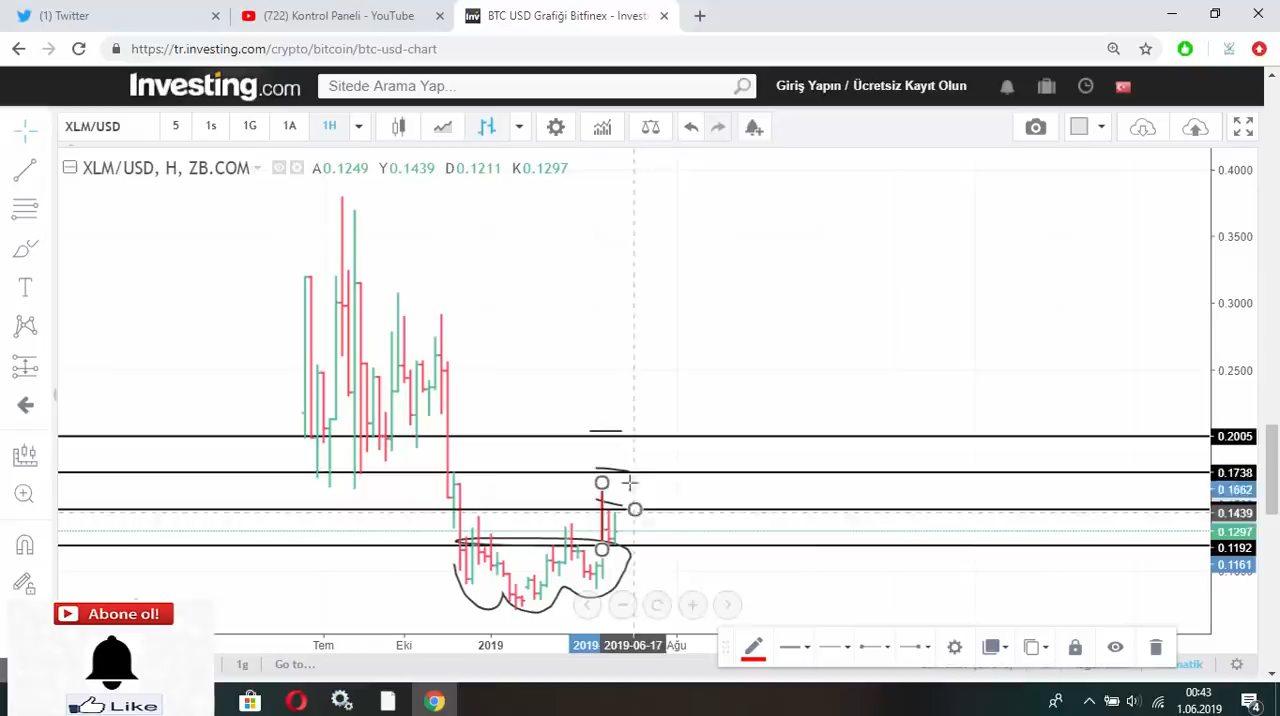 (1) Twitter
(722) Kontrol Paneli - YouTube
BTC USD Grafiği Bitfinex - Invest
https://tr.investing.com/crypto/bitcoin/btc-usd-chart
Investing.com
Sitede Arama Yap...
Giriş Yapın / Ücretsiz Kayıt Olun
XLM/USD 5 1s 1G 1A 1H
XLM/USD, H, ZB.COM A0.1249 Y0.1439 D0.1211 K0.1297
0.4000
0.3500
0.3000
0.2500
0.2005
0.1738
0.1662
0.1439
0.1297
0.1192
0.1161
Tem Eki 2019 2019 2019-06-17 Ağu
Abone ol!
Like
1g Go to...
atik
00:43
1.06.2019
4